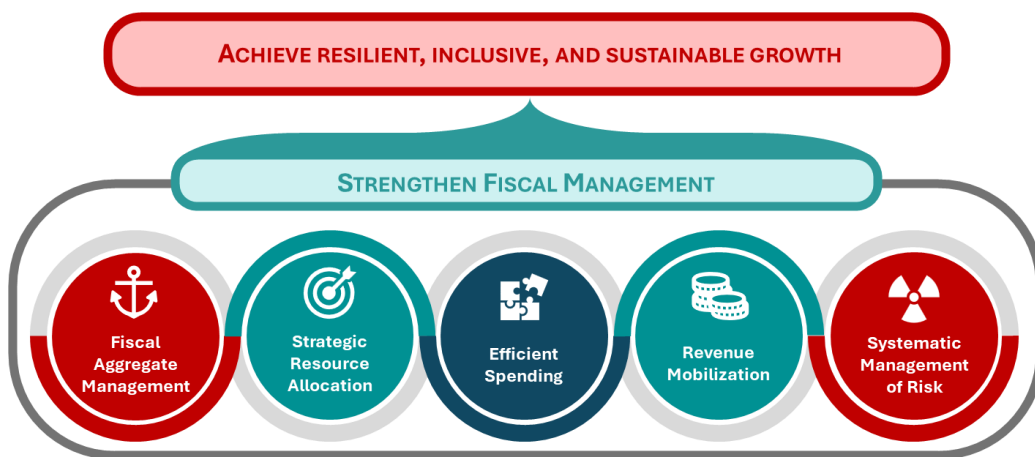 ACHIEVE RESILIENT, INCLUSIVE, AND SUSTAINABLE GROWTH
STRENGTHEN FISCAL MANAGEMENT
Fiscal
Aggregate
Management
Strategic
Resource
Allocation
Efficient
Spending
Revenue
Mobilization
Systematic
Management
of Risk